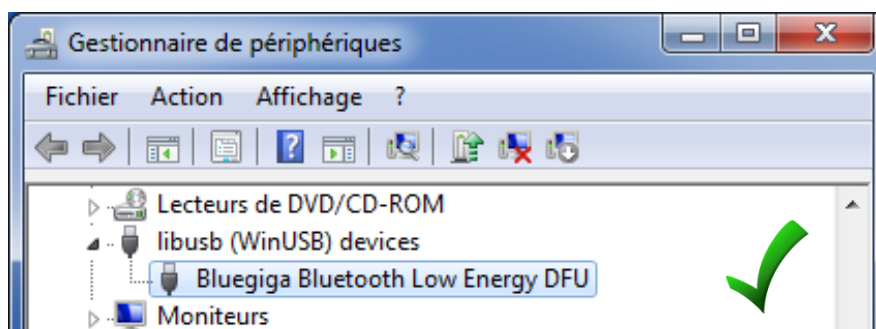 Gestionnaire de périphériques
Fichier Action Affichage ?
Lecteurs de DVD/CD-ROM
libusb (WinUSB) devices
Bluegiga Bluetooth Low Energy DFU
Moniteurs